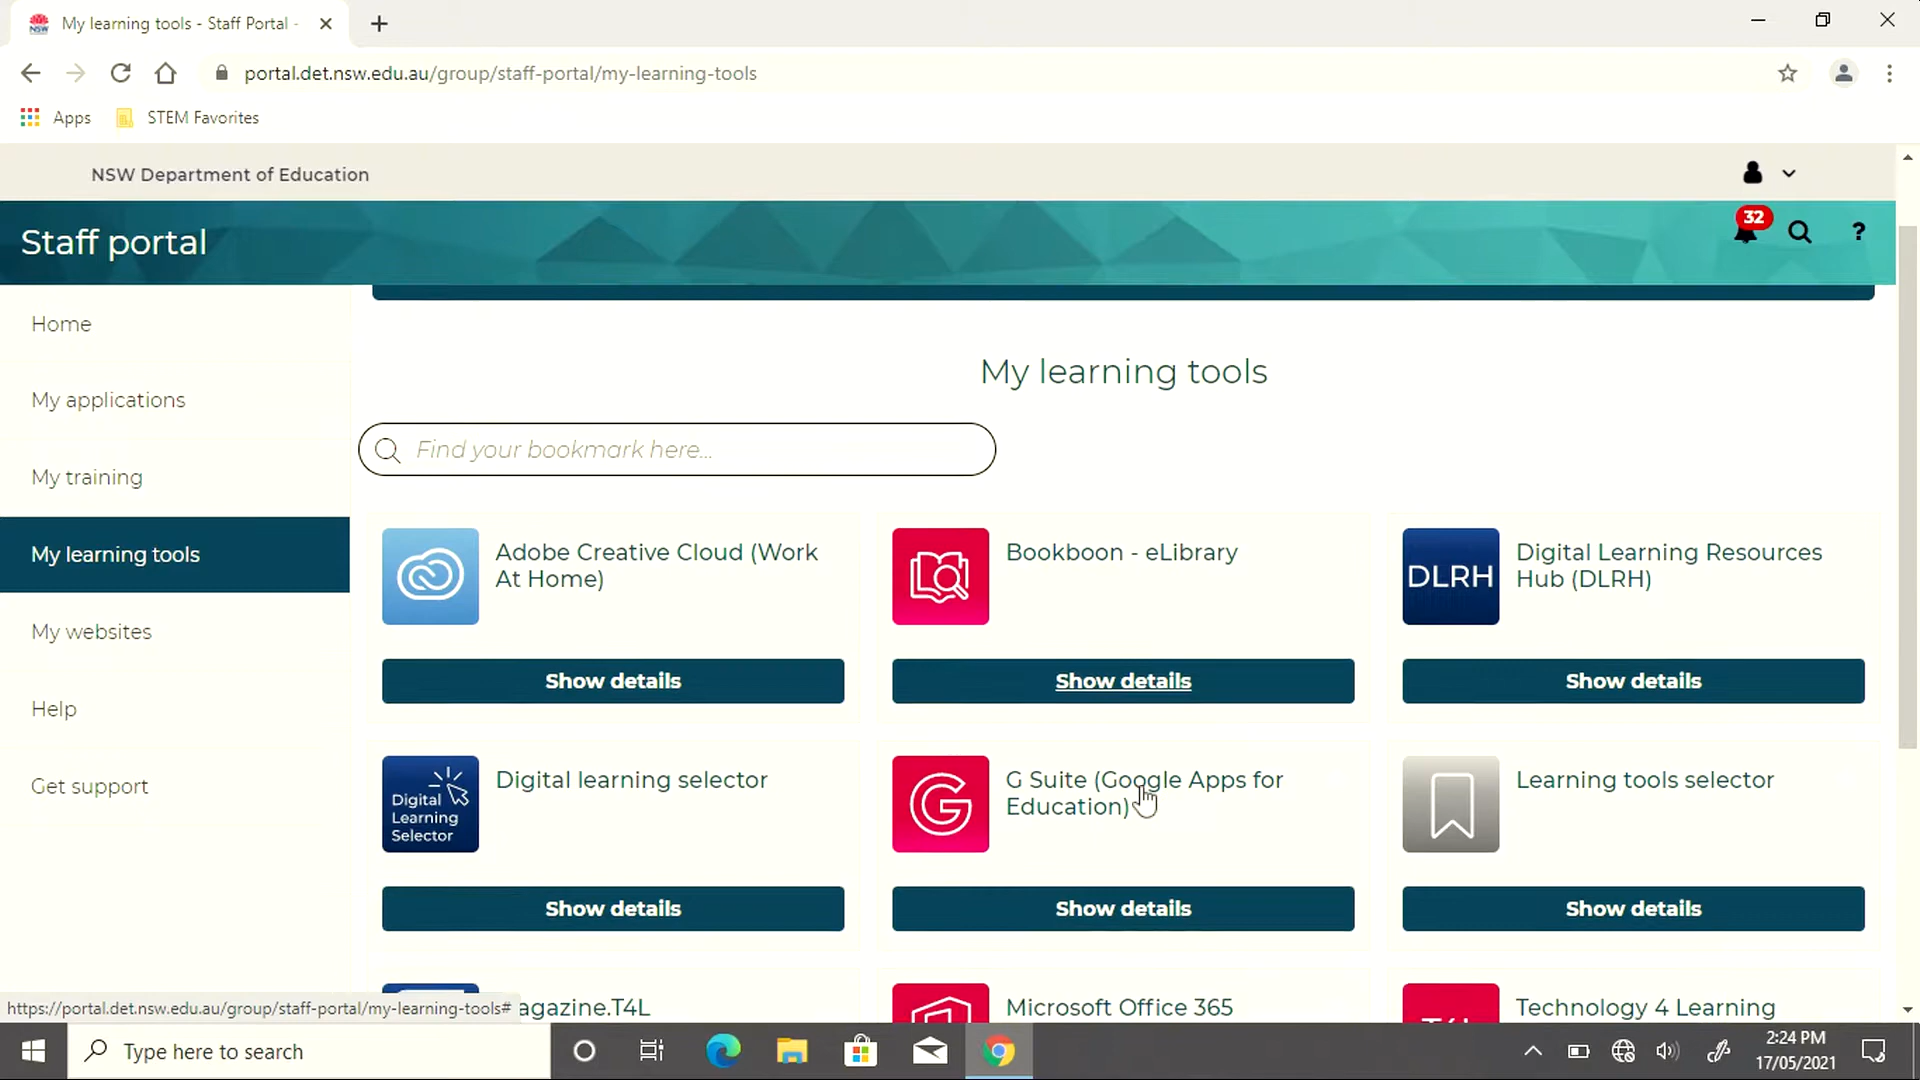 My learning tools - Staff Portal -
portal.det.nsw.edu.au/group/staff-portal/my-learning-tools
Apps
STEM Favorites
NSW Department of Education
Staff portal
32
?
Home
My applications
My training
My learning tools
My websites
Help
Get support
My learning tools
Find your bookmark here...
Adobe Creative Cloud (Work
At Home)
Show details
Bookboon - eLibrary
Show details
DLRH
Digital Learning Resources
Hub (DLRH)
Show details
Digital
Learning
Selector
Digital learning selector
Show details
G Suite (Google Apps for
Education)
Show details
Learning tools selector
Show details
agazine.T4L
Microsoft Office 365
Technology 4 Learning
https://portal.det.nsw.edu.au/group/staff-portal/my-learning-tools#
Type here to search
2:24 PM
17/05/2021